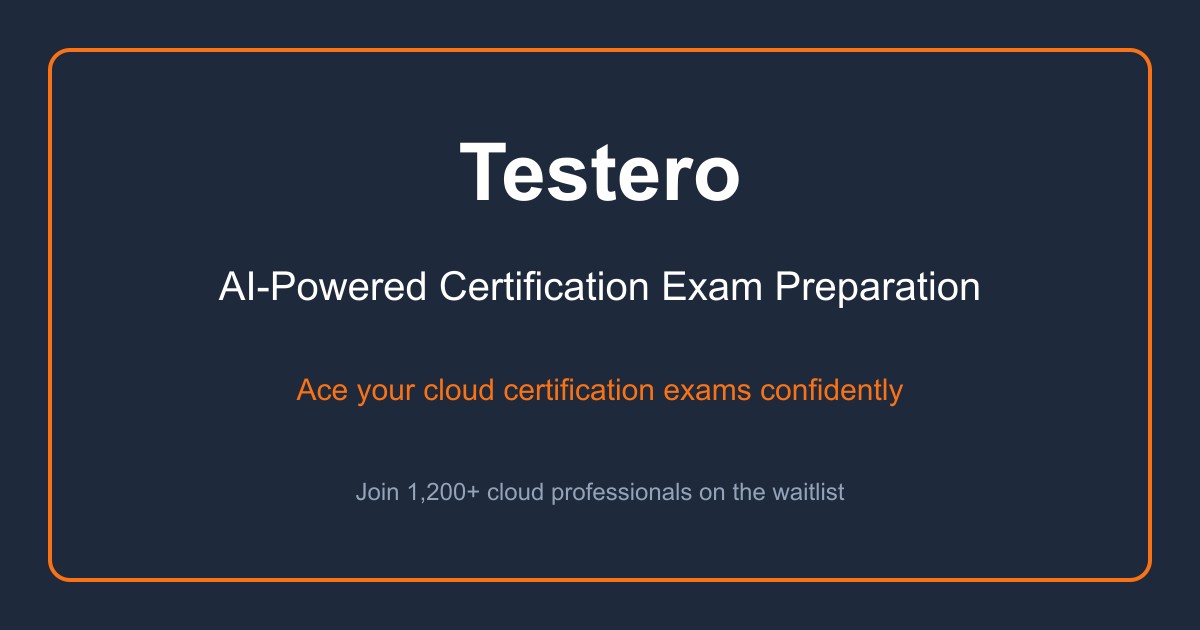 Testero
AI-Powered Certification Exam Preparation
Ace your cloud certification exams confidently
Join 1,200+ cloud professionals on the waitlist